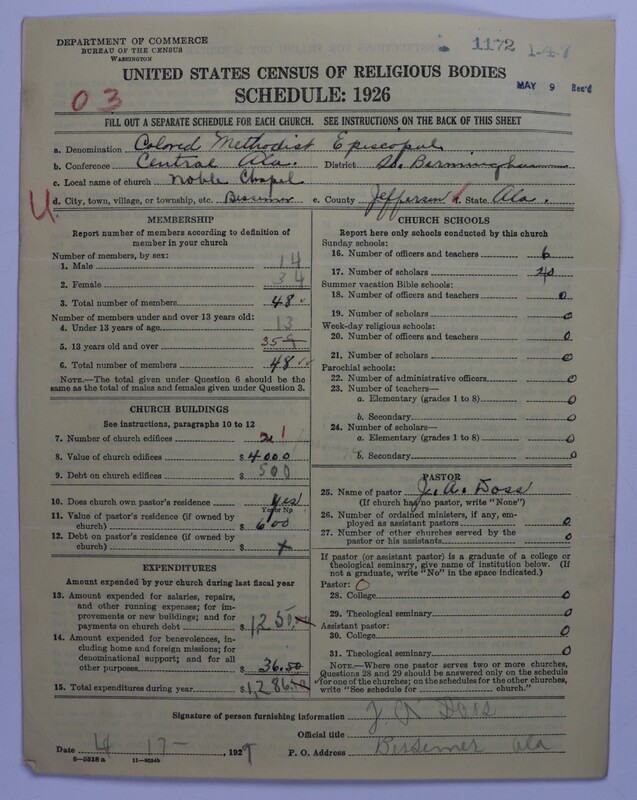 DEPARTMENT OF COMMERCE
BUREAU OF THE CENSUS
WASHINGTON
1172 1-4-7
UNITED STATES CENSUS OF RELIGIOUS BODIES
MAY 9 Rec'd
03
SCHEDULE: 1926
FILL OUT A SEPARATE SCHEDULE FOR EACH CHURCH. SEE INSTRUCTIONS ON THE BACK OF THIS SHEET
a. Denomination Colored Methodist Episcopal
b. Conference Central Ala. District So. Birmingham
c. Local name of church Noble Chapel
U d. City, town, village, or township, etc. Bessemer e. County Jefferson f. State Ala.
MEMBERSHIP
Report number of members according to definition of
member in your church
Number of members, by sex:
1. Male 14
2. Female 34
3. Total number of members 48
Number of members under and over 13 years old:
4. Under 13 years of age 13
5. 13 years old and over 35
6. Total number of members 48
NOTE.—The total given under Question 6 should be
the same as the total of males and females given under Question 3.
CHURCH BUILDINGS
See instructions, paragraphs 10 to 12
7. Number of church edifices 1
8. Value of church edifices $ 4000
9. Debt on church edifices $ 500
10. Does church own pastor's residence Yes
Yes or No
11. Value of pastor's residence (if owned by
church) $ 600
12. Debt on pastor's residence (if owned by
church) $ x
EXPENDITURES
Amount expended by your church during last fiscal year
13. Amount expended for salaries, repairs,
and other running expenses; for im-
provements or new buildings; and for
payments on church debt $ 1,250
14. Amount expended for benevolences, in-
cluding home and foreign missions; for
denominational support; and for all
other purposes $ 36.50
15. Total expenditures during year $ 1,286.50
CHURCH SCHOOLS
Report here only schools conducted by this church
Sunday schools:
16. Number of officers and teachers 6
17. Number of scholars 40
Summer vacation Bible schools:
18. Number of officers and teachers 0
19. Number of scholars 0
Week-day religious schools:
20. Number of officers and teachers 0
21. Number of scholars 0
Parochial schools:
22. Number of administrative officers 0
23. Number of teachers—
a. Elementary (grades 1 to 8) 0
b. Secondary 0
24. Number of scholars—
a. Elementary (grades 1 to 8) 0
b. Secondary 0
PASTOR
25. Name of pastor J. A. Doss
(If church has no pastor, write "None")
26. Number of ordained ministers, if any, em-
ployed as assistant pastors 0
27. Number of other churches served by the
pastor or his assistants 0
If pastor (or assistant pastor) is a graduate of a college or
theological seminary, give name of institution below. (If
not a graduate, write "No" in the space indicated.)
Pastor: 0
28. College 0
29. Theological seminary 0
Assistant pastor:
30. College 0
31. Theological seminary 0
NOTE.—Where one pastor serves two or more churches,
Questions 28 and 29 should be answered only on the schedule
for one of the churches; on the schedules for the other churches,
write "See schedule for church."
Signature of person furnishing information J. A. Doss
Official title
Date 4 17 – , 1929 P. O. Address Bessemer Ala
8—5518 a 11—8034b